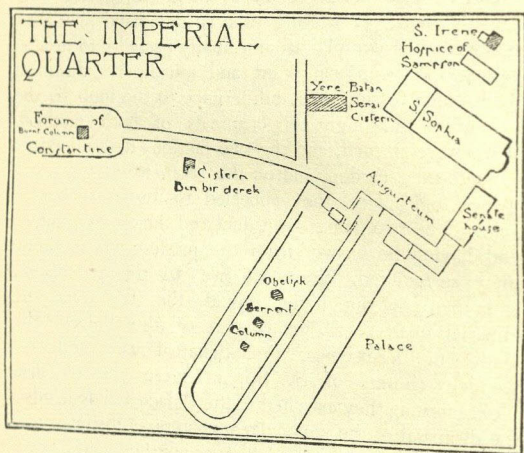 THE IMPERIAL
QUARTER
S. Irene
Hospice of
Sampson
Yere Batan
Serai
Cistern
S. Sophia
Forum of
Burnt Column
Constantine
Cistern
Bin bir derek
Augusteum
Senate
house
Obelisk
Serpent
Column
Palace